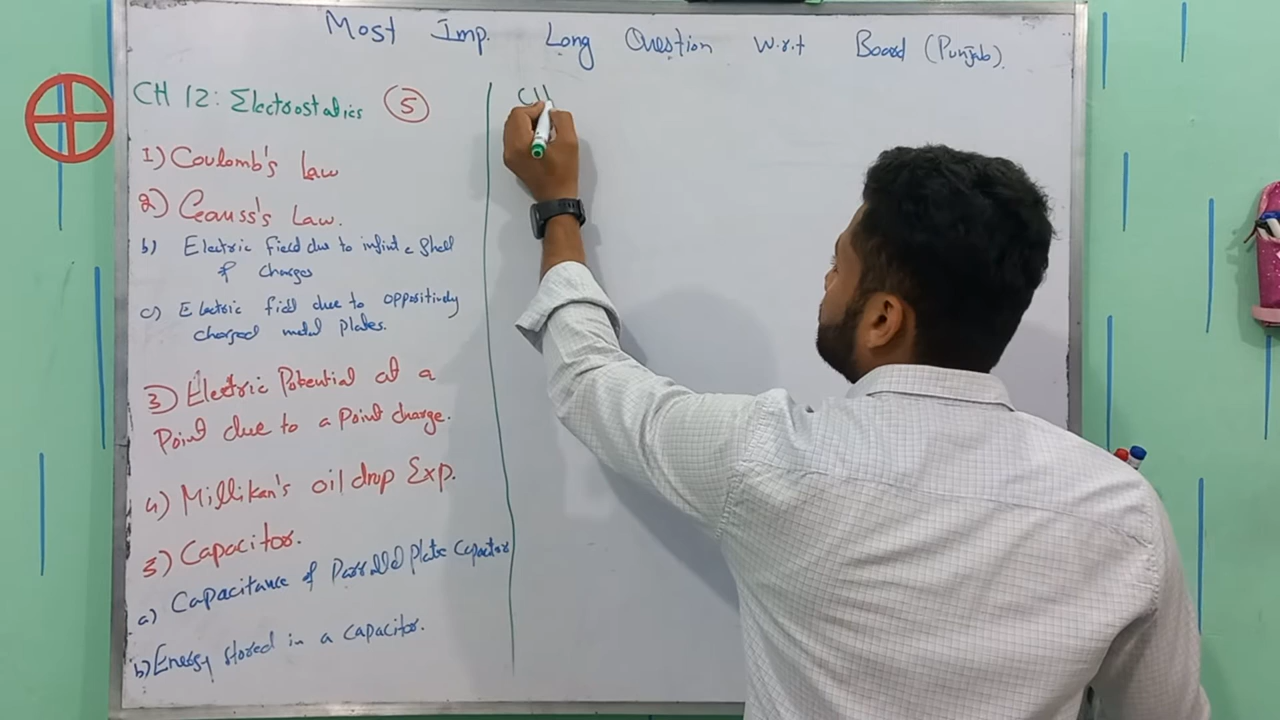 Most Imp. Long Question w.r.t Board (Punjab).
CH 12: Electrostatics 5
1) Coulomb's Law
2) Gauss's Law.
b) Electric field due to infinite shell
of charges
c) Electric field due to oppositively
charged metal plates.
3) Electric Potential at a
Point due to a Point charge.
4) Millikan's oil drop Exp.
5) Capacitor.
a) Capacitance of Parallel Plate Capacitor
b) Energy stored in a capacitor.
CH